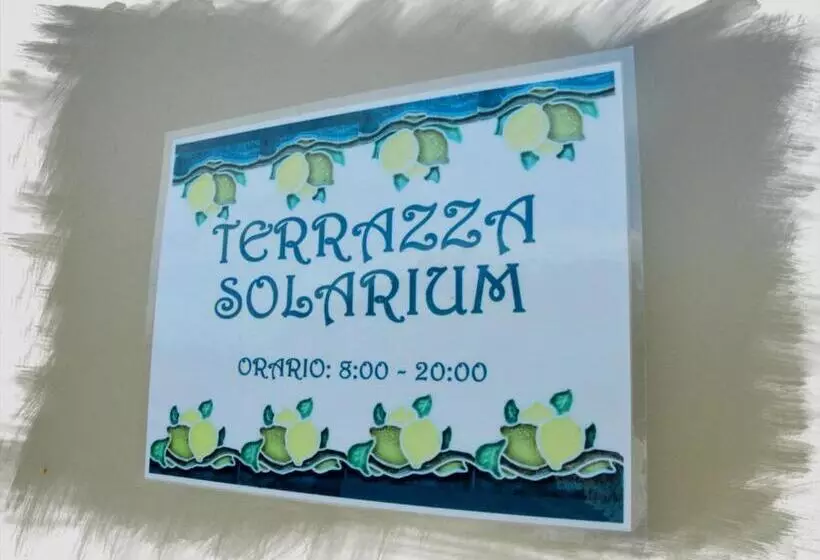 TERRAZZA
SOLARIUM
ORARIO: 8:00 - 20:00